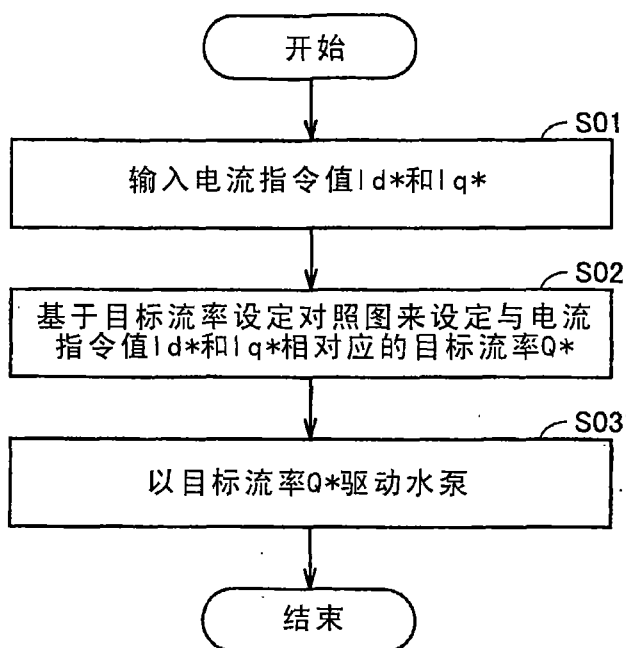 开始
S01
输入电流指令值Id*和Iq*
S02
基于目标流率设定对照图来设定与电流
指令值Id*和Iq*相对应的目标流率Q*
S03
以目标流率Q*驱动水泵
结束